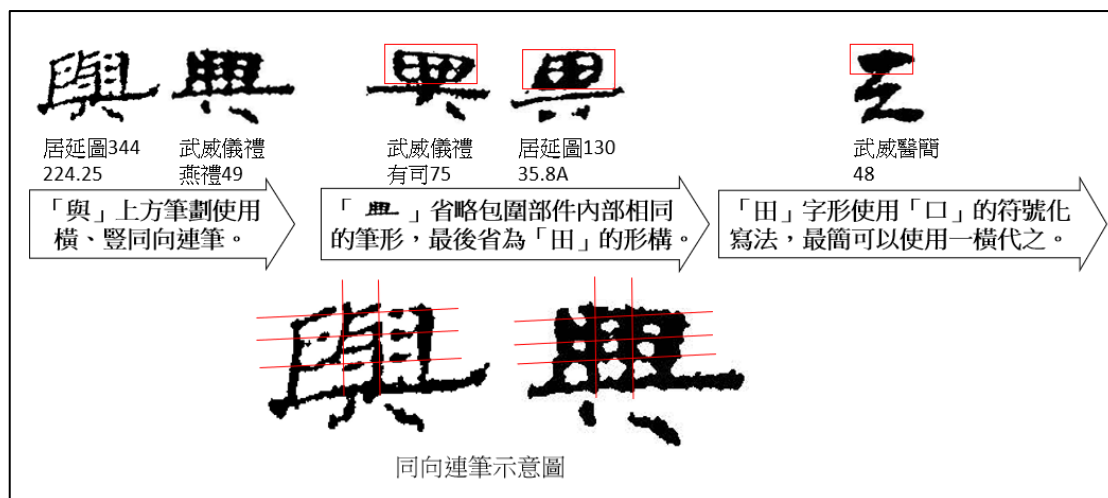 居延圖344
224.25
武威儀禮
燕禮49
武威儀禮
有司75
居延圖130
35.8A
武威醫簡
48
「與」上方筆劃使用
橫、豎同向連筆。
「　」省略包圍部件內部相同
的筆形，最後省為「田」的形構。
「田」字形使用「口」的符號化
寫法，最簡可以使用一橫代之。
同向連筆示意圖